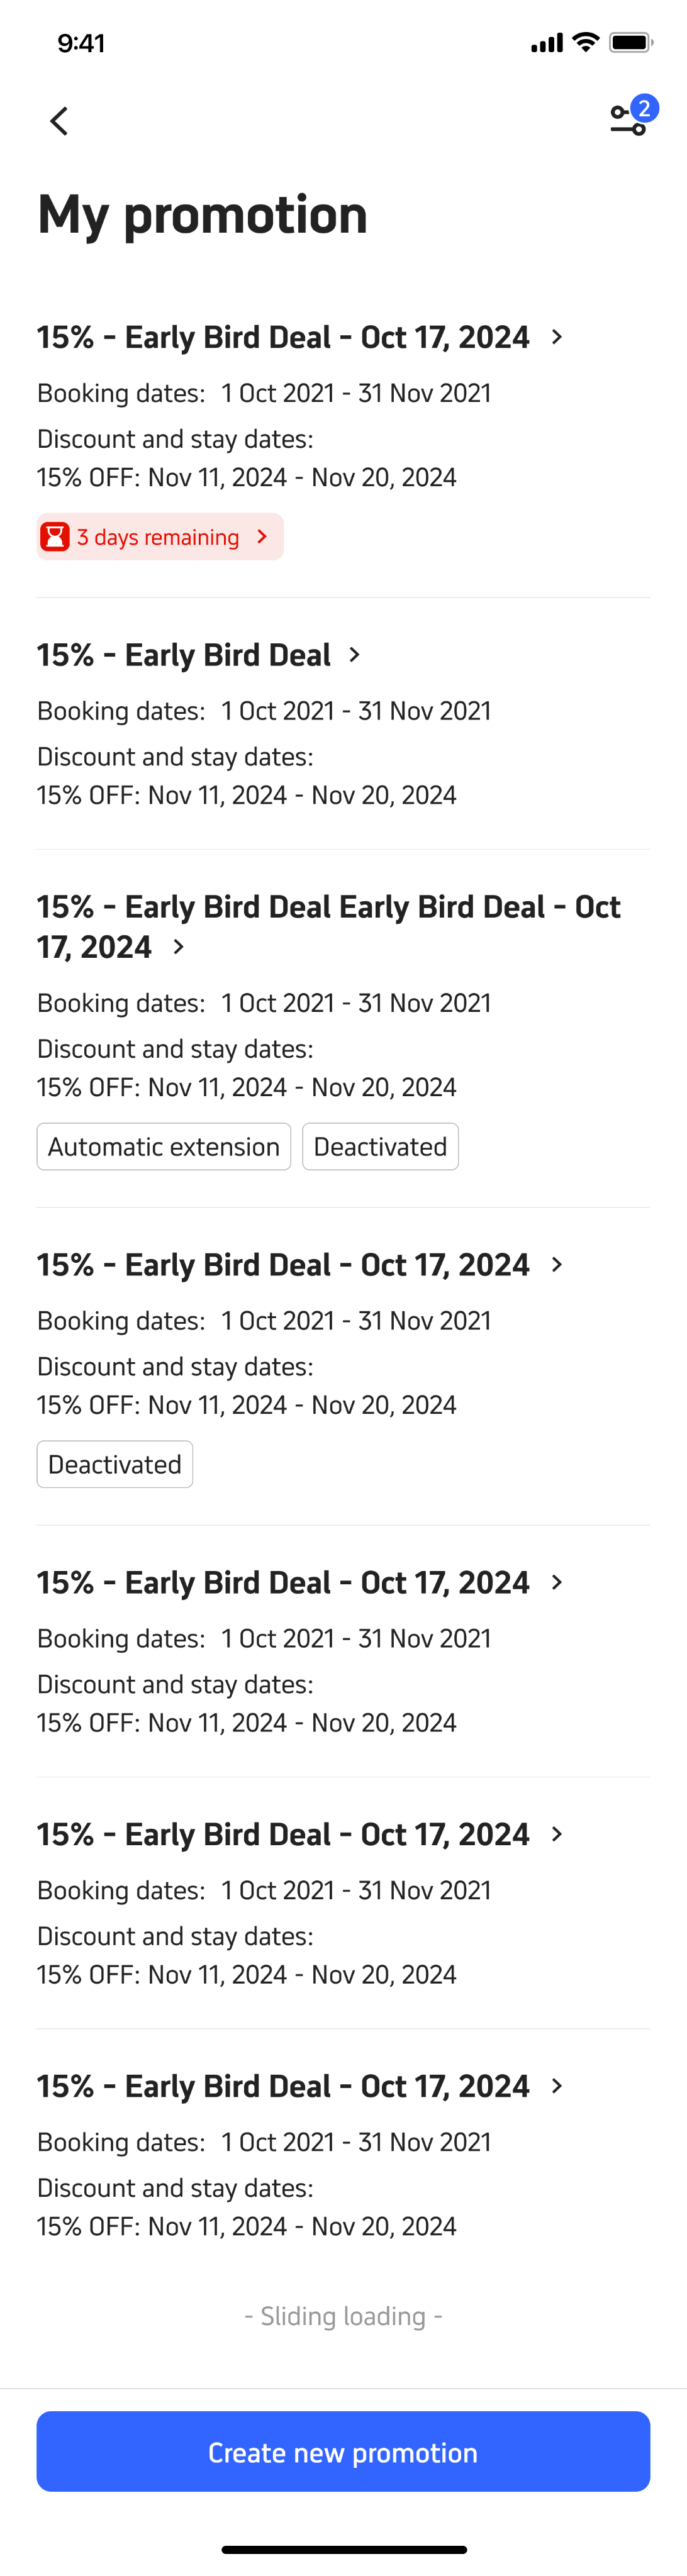 9:41
2
My promotion
15% - Early Bird Deal - Oct 17, 2024
Booking dates: 1 Oct 2021 - 31 Nov 2021
Discount and stay dates:
15% OFF: Nov 11, 2024 - Nov 20, 2024
3 days remaining
15% - Early Bird Deal
Booking dates: 1 Oct 2021 - 31 Nov 2021
Discount and stay dates:
15% OFF: Nov 11, 2024 - Nov 20, 2024
15% - Early Bird Deal Early Bird Deal - Oct
17, 2024
Booking dates: 1 Oct 2021 - 31 Nov 2021
Discount and stay dates:
15% OFF: Nov 11, 2024 - Nov 20, 2024
Automatic extension Deactivated
15% - Early Bird Deal - Oct 17, 2024
Booking dates: 1 Oct 2021 - 31 Nov 2021
Discount and stay dates:
15% OFF: Nov 11, 2024 - Nov 20, 2024
Deactivated
15% - Early Bird Deal - Oct 17, 2024
Booking dates: 1 Oct 2021 - 31 Nov 2021
Discount and stay dates:
15% OFF: Nov 11, 2024 - Nov 20, 2024
15% - Early Bird Deal - Oct 17, 2024
Booking dates: 1 Oct 2021 - 31 Nov 2021
Discount and stay dates:
15% OFF: Nov 11, 2024 - Nov 20, 2024
15% - Early Bird Deal - Oct 17, 2024
Booking dates: 1 Oct 2021 - 31 Nov 2021
Discount and stay dates:
15% OFF: Nov 11, 2024 - Nov 20, 2024
- Sliding loading -
Create new promotion